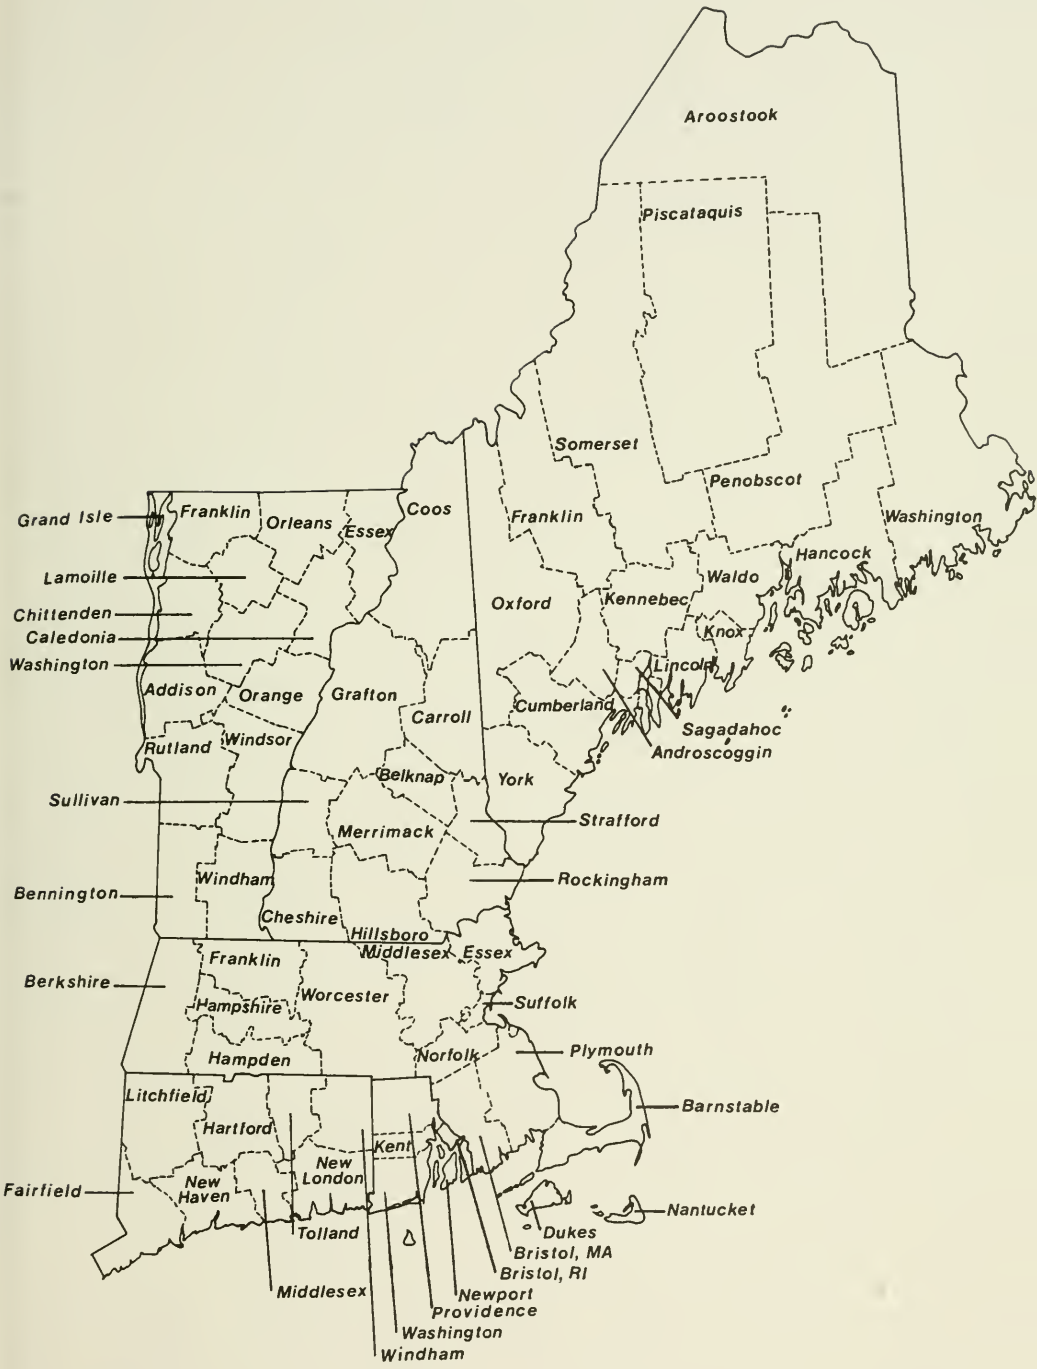 Aroostook
Piscataquis
Somerset
Penobscot
Franklin
Washington
Hancock
Waldo
Oxford
Kennebec
Knox
Lincoln
Cumberland
Sagadahoc
Androscoggin
York
Coos
Grand Isle
Franklin
Orleans
Essex
Lamoille
Chittenden
Caledonia
Washington
Addison
Orange
Grafton
Carroll
Rutland
Windsor
Belknap
Sullivan
Merrimack
Strafford
Bennington
Windham
Rockingham
Cheshire
Hillsboro
Middlesex
Essex
Franklin
Berkshire
Worcester
Hampshire
Suffolk
Hampden
Norfolk
Plymouth
Litchfield
Barnstable
Hartford
Kent
New
London
Fairfield
New
Haven
Nantucket
Tolland
Dukes
Bristol, MA
Bristol, RI
Middlesex
Newport
Providence
Washington
Windham